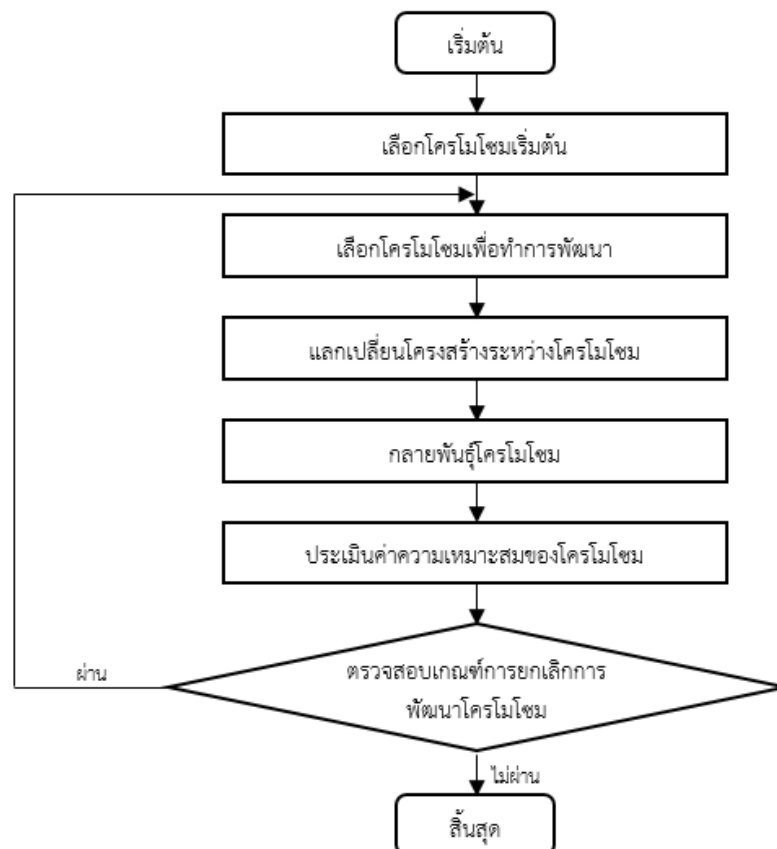 เริ่มต้น
เลือกโครโมโซมเริ่มต้น
เลือกโครโมโซมเพื่อทำการพัฒนา
แลกเปลี่ยนโครงสร้างระหว่างโครโมโซม
กลายพันธุ์โครโมโซม
ประเมินค่าความเหมาะสมของโครโมโซม
ผ่าน
ตรวจสอบเกณฑ์การยกเลิกการ
พัฒนาโครโมโซม
ไม่ผ่าน
สิ้นสุด